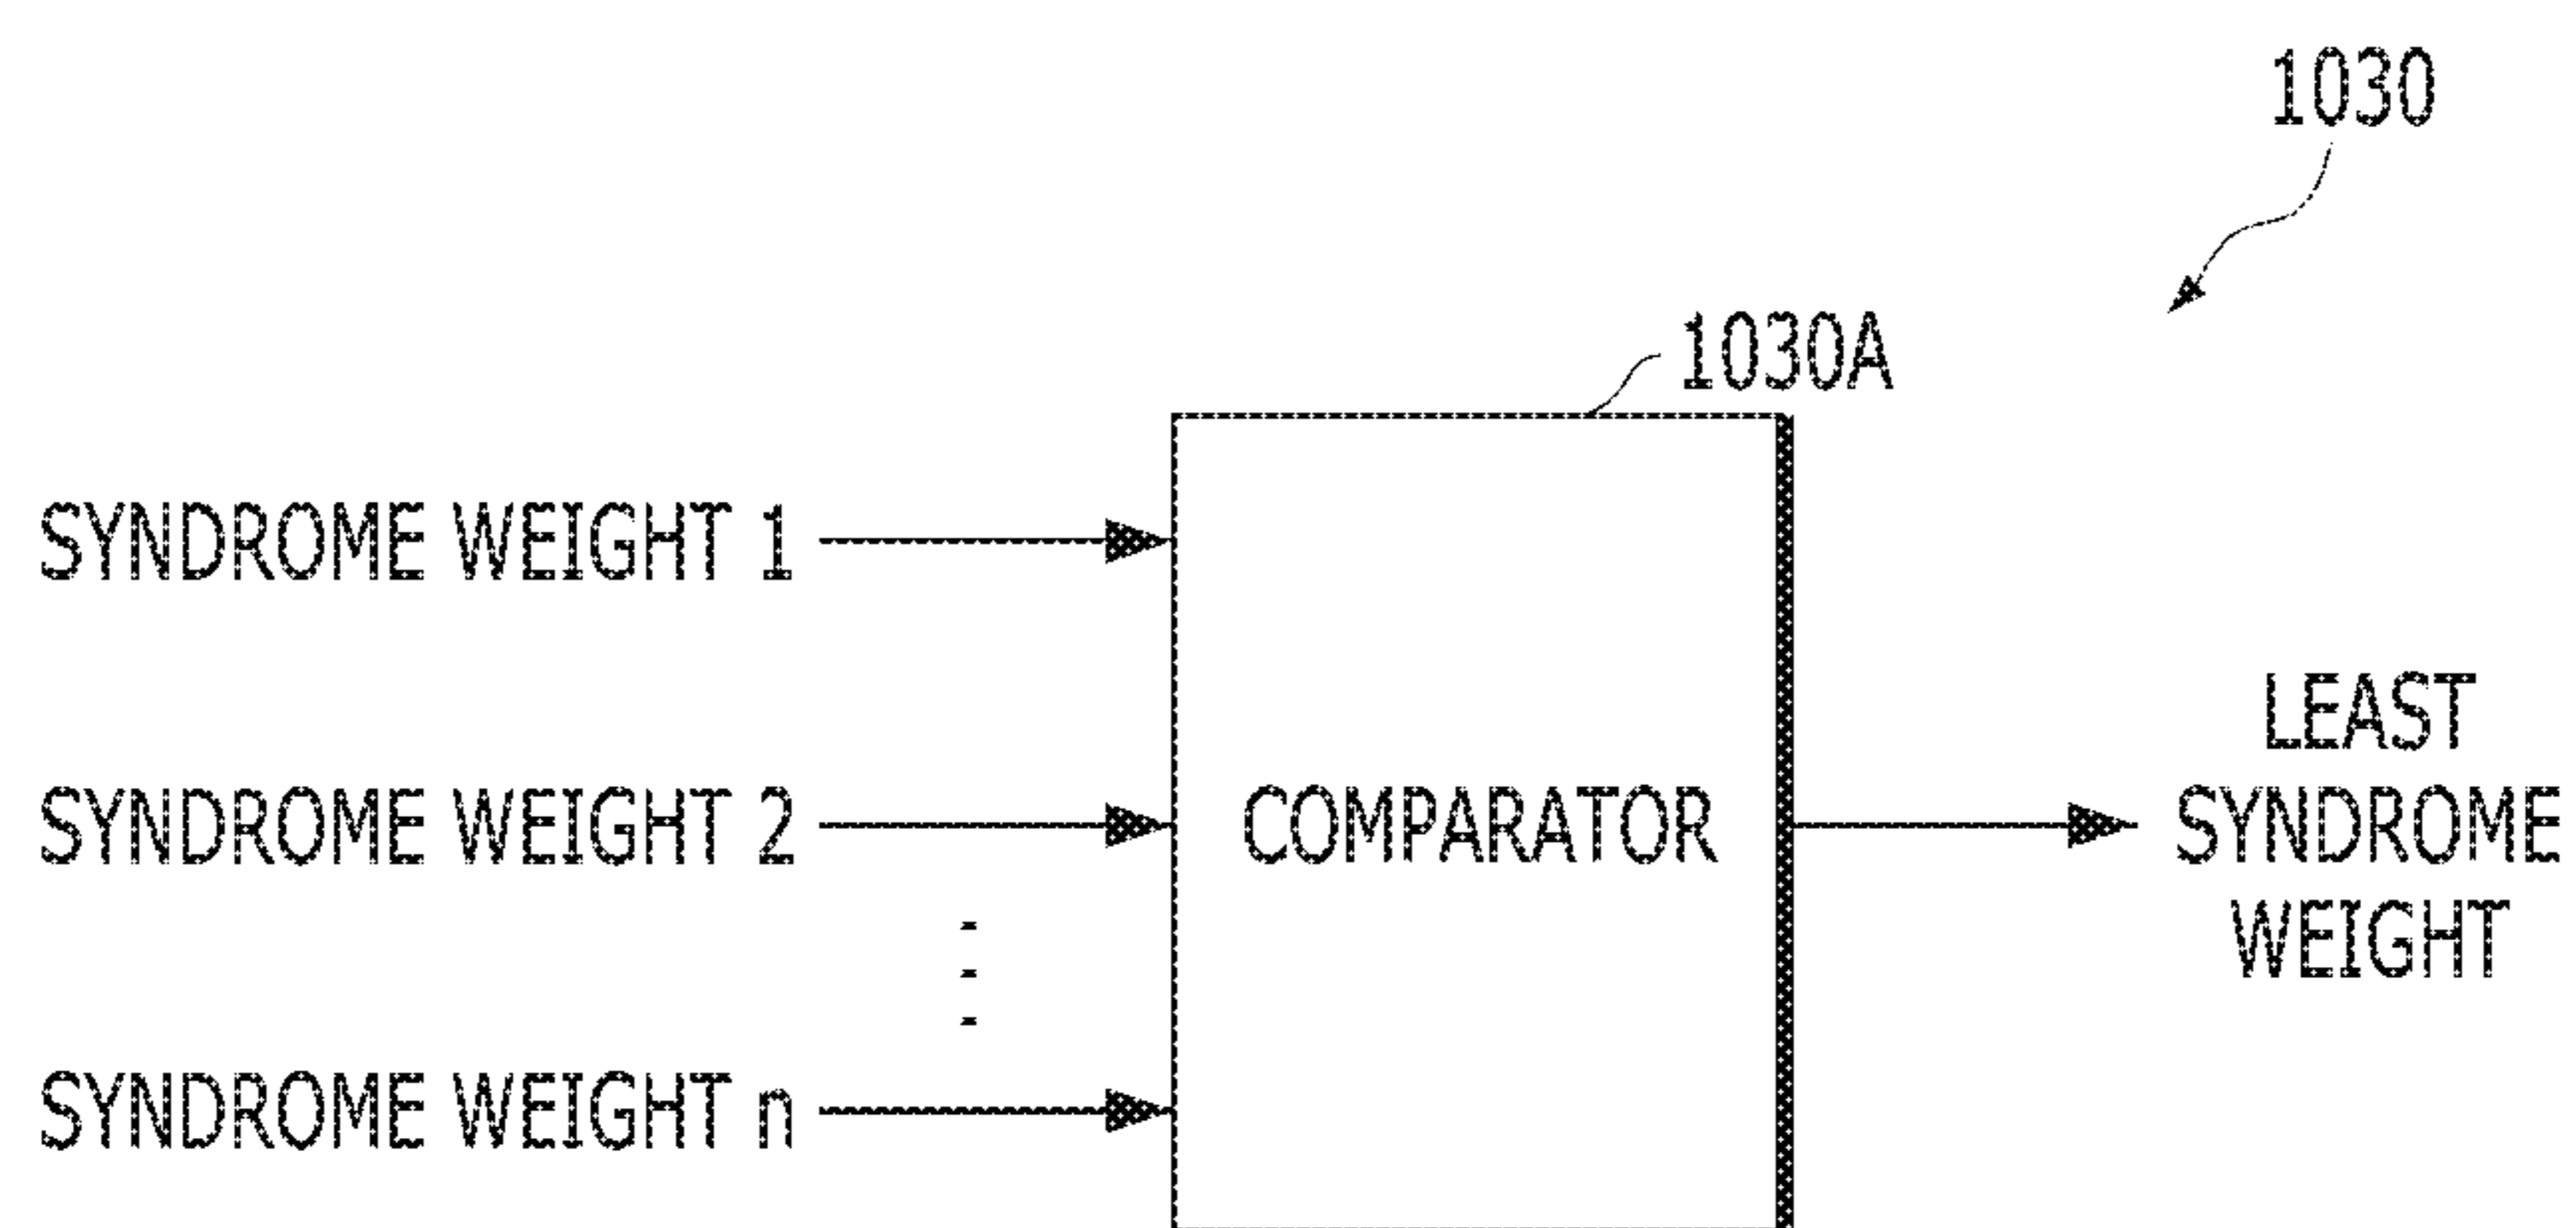 1030
1030A
SYNDROME WEIGHT 1
SYNDROME WEIGHT 2
SYNDROME WEIGHT n
COMPARATOR
LEAST
SYNDROME
WEIGHT